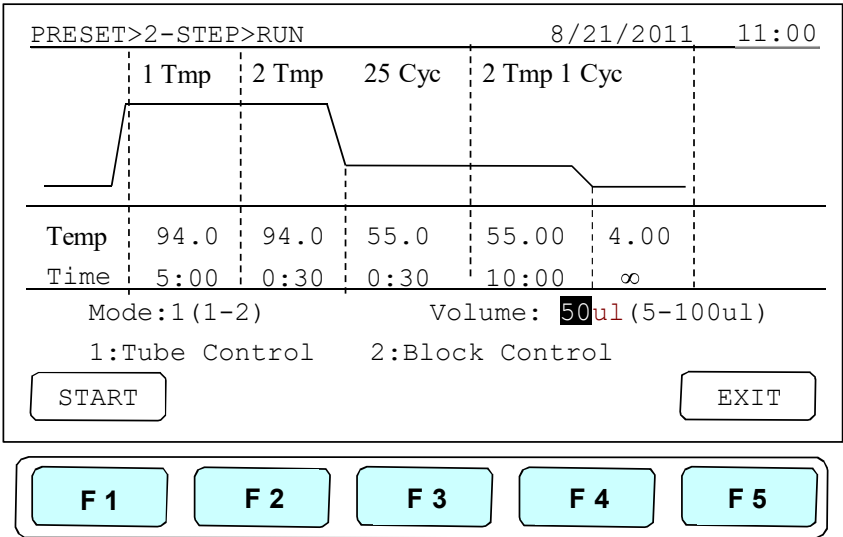 PRESET>2-STEP>RUN 8/21/2011 11:00
1 Tmp 2 Tmp 25 Cyc 2 Tmp 1 Cyc
Temp 94.0 94.0 55.0 55.00 4.00
Time 5:00 0:30 0:30 10:00 ∞
Mode:1(1-2) Volume: 50ul(5-100ul)
1:Tube Control 2:Block Control
START EXIT
F 1 F 2 F 3 F 4 F 5